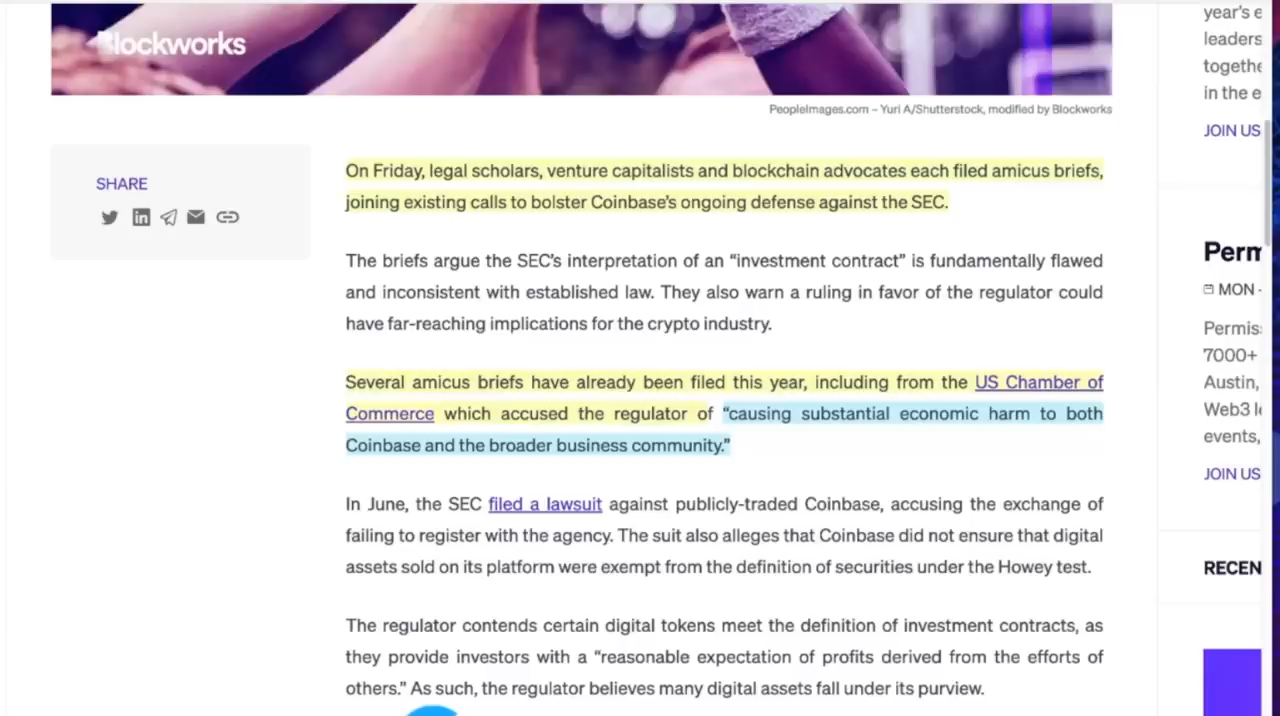 Blockworks
PeopleImages.com – Yuri A/Shutterstock, modified by Blockworks
SHARE
On Friday, legal scholars, venture capitalists and blockchain advocates each filed amicus briefs,
joining existing calls to bolster Coinbase’s ongoing defense against the SEC.
The briefs argue the SEC’s interpretation of an “investment contract” is fundamentally flawed
and inconsistent with established law. They also warn a ruling in favor of the regulator could
have far-reaching implications for the crypto industry.
Several amicus briefs have already been filed this year, including from the US Chamber of
Commerce which accused the regulator of “causing substantial economic harm to both
Coinbase and the broader business community.”
In June, the SEC filed a lawsuit against publicly-traded Coinbase, accusing the exchange of
failing to register with the agency. The suit also alleges that Coinbase did not ensure that digital
assets sold on its platform were exempt from the definition of securities under the Howey test.
The regulator contends certain digital tokens meet the definition of investment contracts, as
they provide investors with a “reasonable expectation of profits derived from the efforts of
others.” As such, the regulator believes many digital assets fall under its purview.
year's e
leaders
togethe
in the e
JOIN US
Perm
MON -
Permis
7000+
Austin,
Web3 le
events,
JOIN US
RECEN